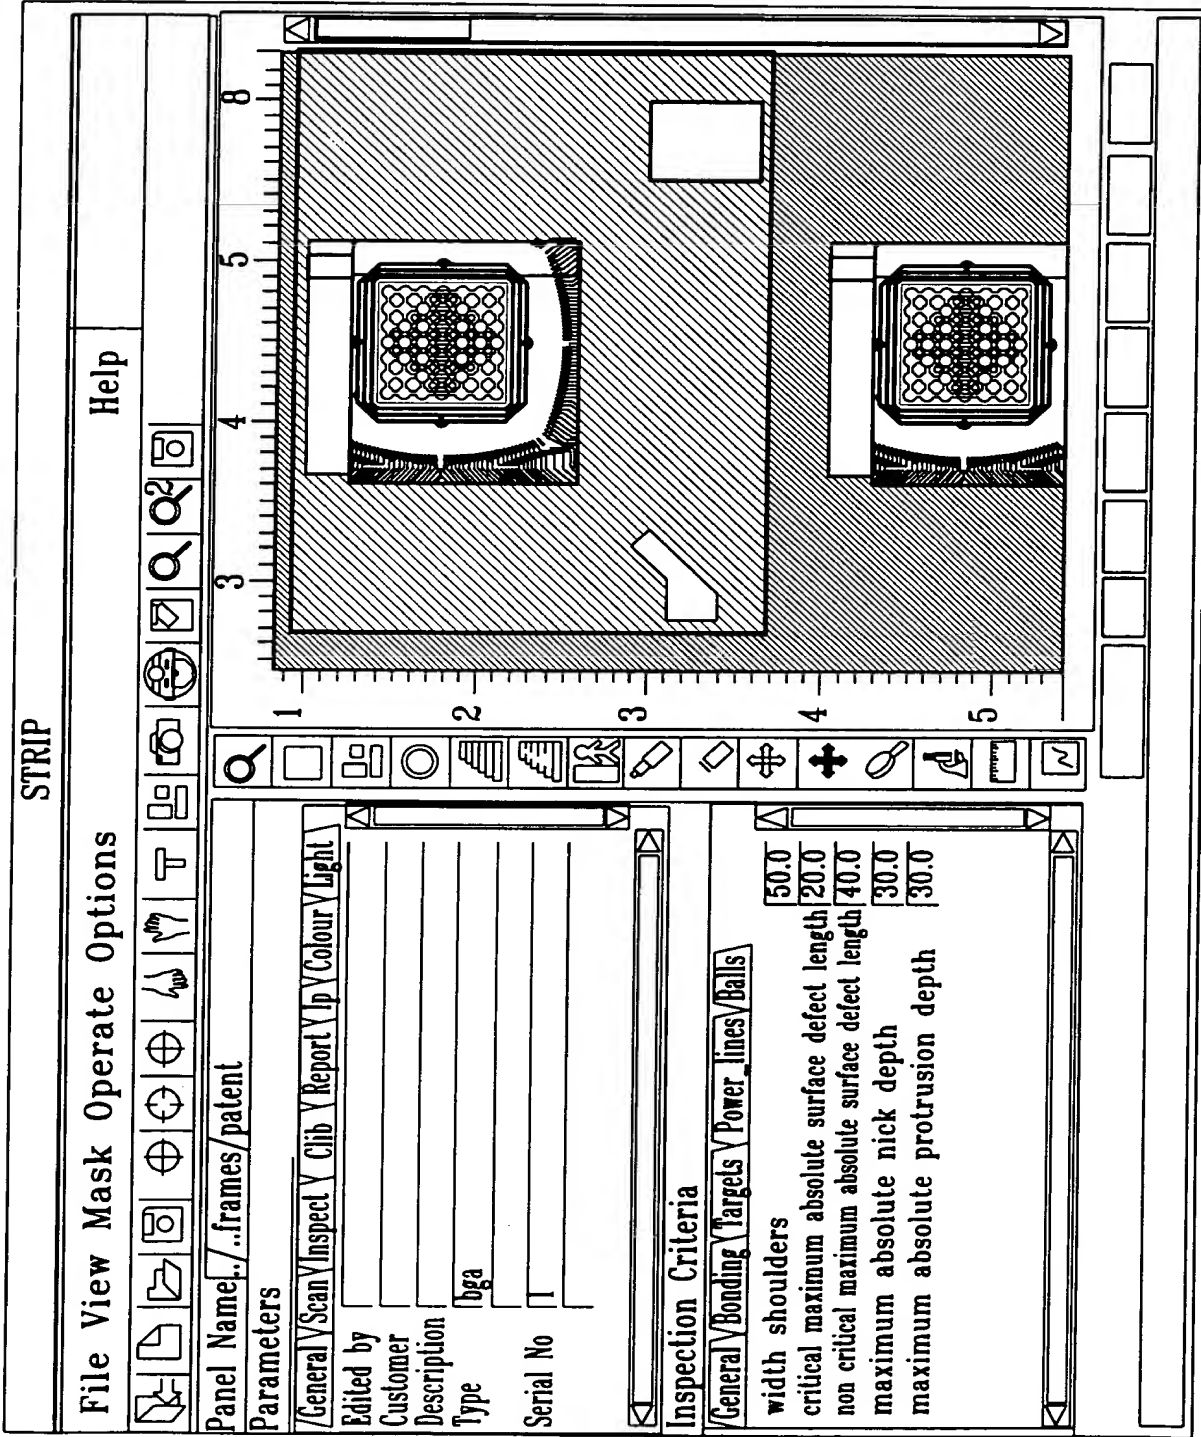 STRIP
File View Mask Operate Options Help
2
Panel Name ../..frames/patent
Parameters
General Scan Inspect Clib Report Ip Colour Light
Edited by
Customer
Description
Type bga
Serial No 1
Inspection Criteria
General Bonding Targets Power_lines Balls
width shoulders 50.0
critical maximum absolute surface defect length 20.0
non critical maximum absolute surface defect length 40.0
maximum absolute nick depth 30.0
maximum absolute protrusion depth 30.0
3 4 5 8
1
2
3
4
5